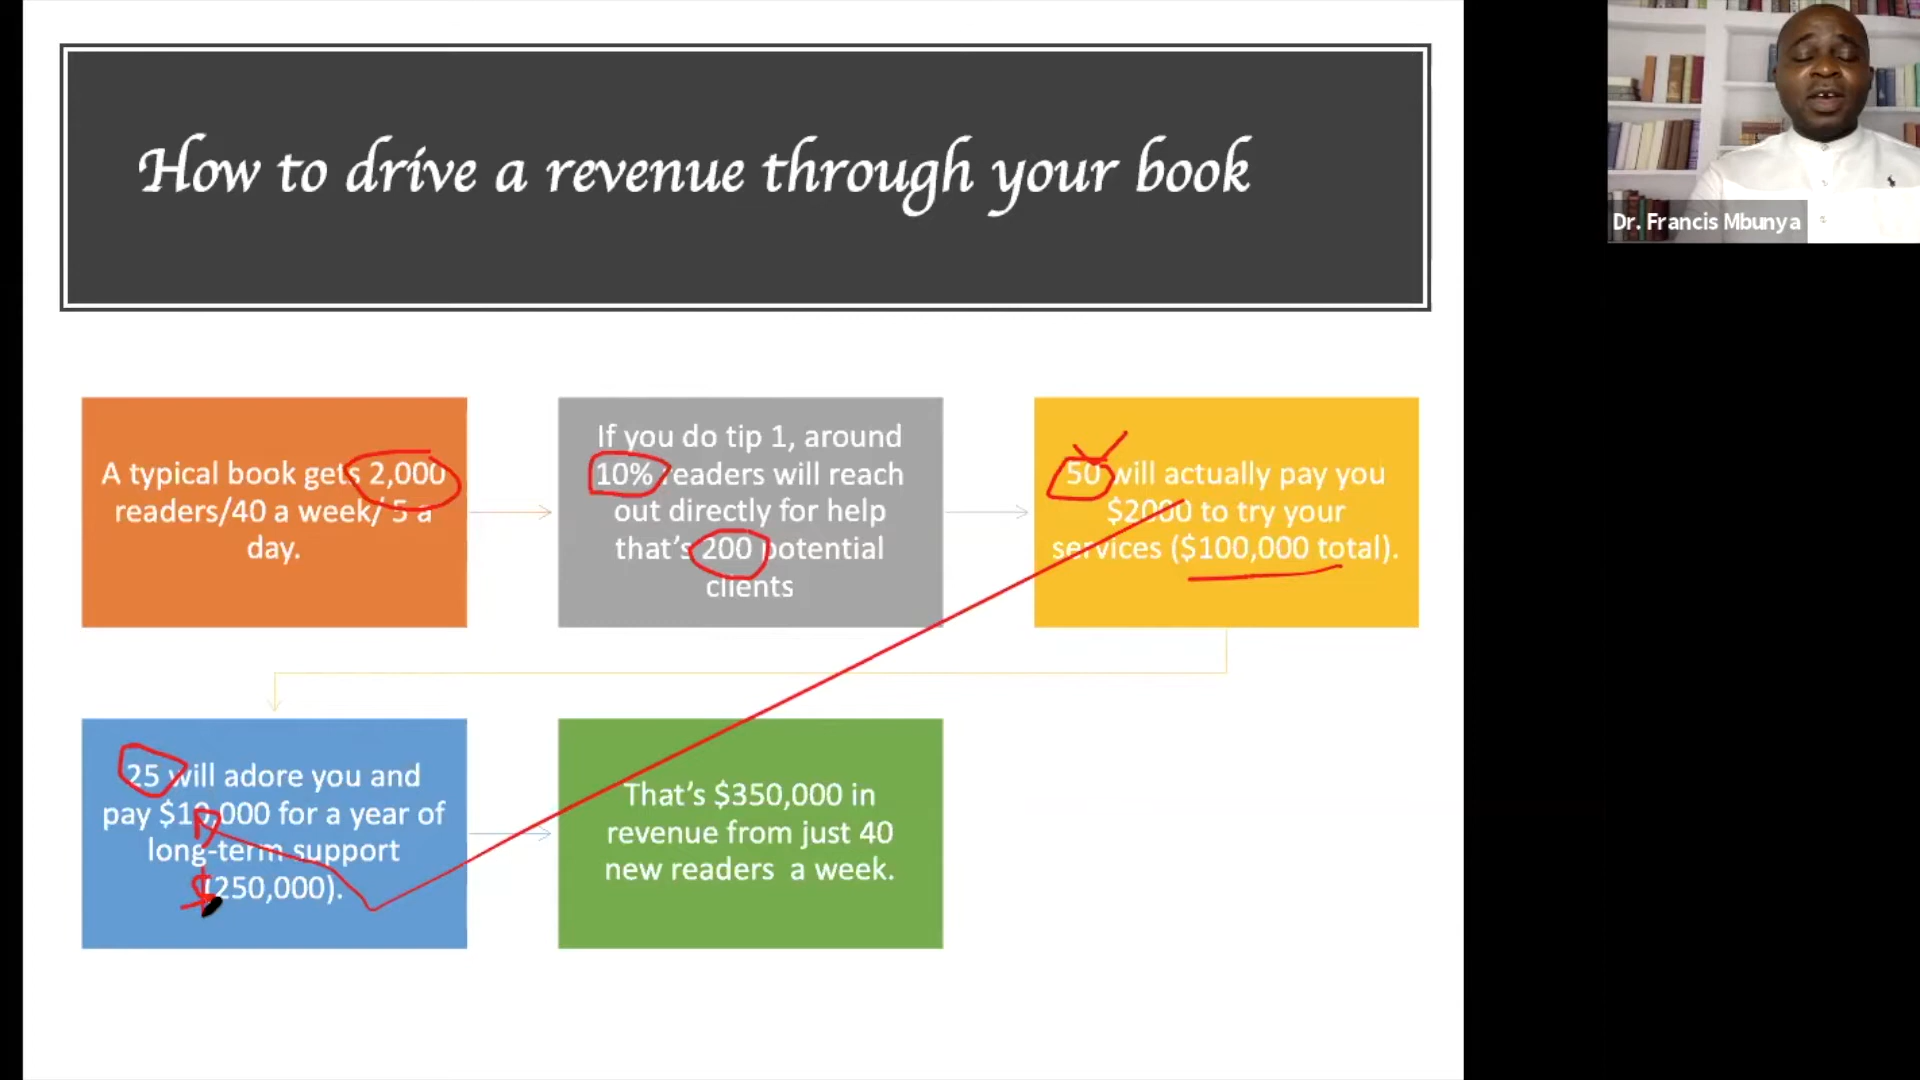 How to drive a revenue through your book
Dr. Francis Mbunya
A typical book gets 2,000
readers/40 a week/ 5 a
day.
If you do tip 1, around
10% readers will reach
out directly for help
that's 200 potential
clients
50 will actually pay you
$2000 to try your
services ($100,000 total).
25 will adore you and
pay $10,000 for a year of
long-term support
(250,000).
$
That's $350,000 in
revenue from just 40
new readers a week.